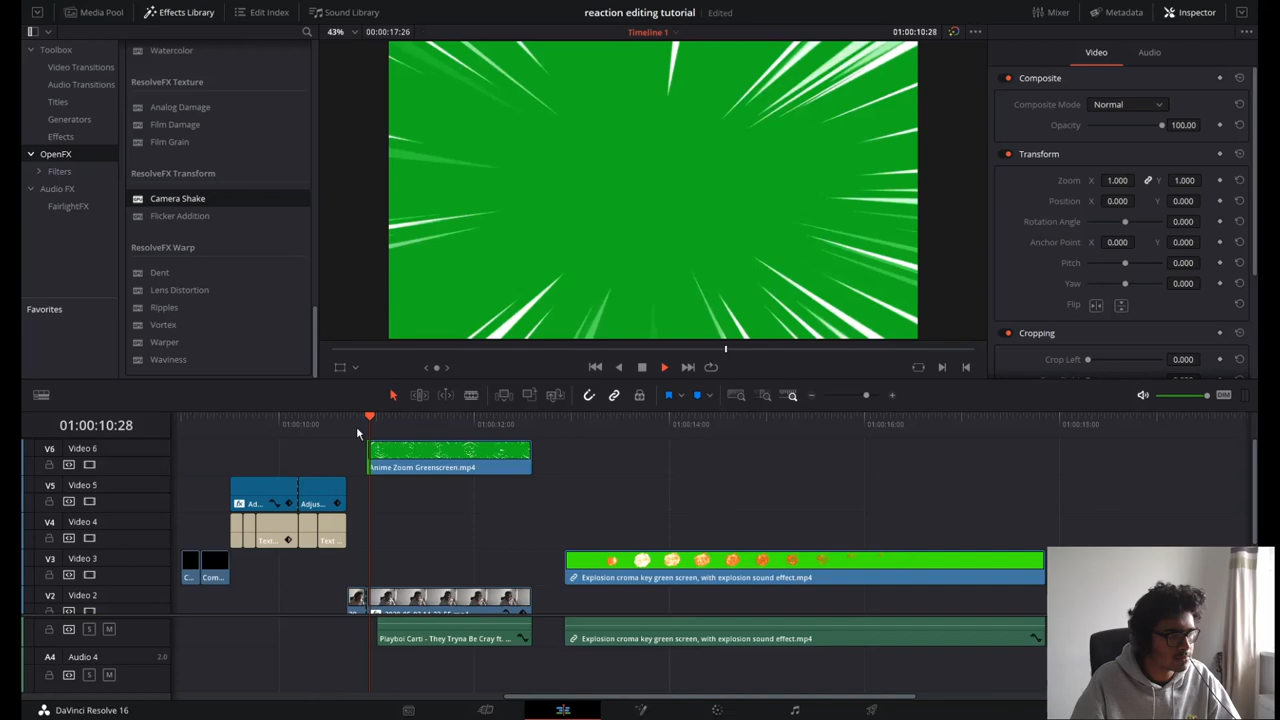 Media Pool Effects Library Edit Index Sound Library reaction editing tutorial Edited Mixer Metadata Inspector
43% 00:00:17:26 Timeline 1 01:00:10:28
Toolbox
Video Transitions
Audio Transitions
Titles
Generators
Effects
OpenFX
Filters
Audio FX
FairlightFX
Favorites
Watercolor
ResolveFX Texture
Analog Damage
Film Damage
Film Grain
ResolveFX Transform
Camera Shake
Flicker Addition
ResolveFX Warp
Dent
Lens Distortion
Ripples
Vortex
Warper
Waviness
Video Audio
Composite
Composite Mode Normal
Opacity 100.00
Transform
Zoom X 1.000 Y 1.000
Position X 0.000 Y 0.000
Rotation Angle 0.000
Anchor Point X 0.000 Y 0.000
Pitch 0.000
Yaw 0.000
Flip
Cropping
Crop Left 0.000
DIM
01:00:10:28 01:00:10:00 01:00:12:00 01:00:14:00 01:00:16:00 01:00:18:00
V6 Video 6
Anime Zoom Greenscreen.mp4
V5 Video 5
Ad... Adjus...
V4 Video 4
Text... Text ...
V3 Video 3
C... Com... Explosion croma key green screen, with explosion sound effect.mp4
V2 Video 2
S M Playboi Carti - They Tryna Be Cray ft. ... Explosion croma key green screen, with explosion sound effect.mp4
A4 Audio 4 2.0
S M
DaVinci Resolve 16